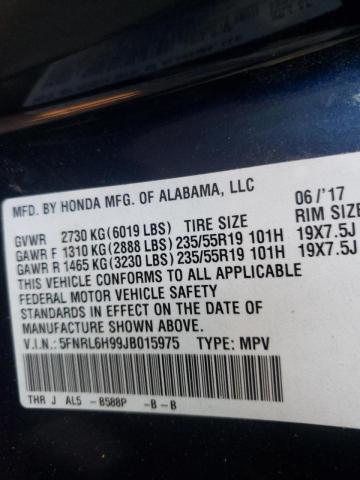 MFD. BY HONDA MFG. OF ALABAMA, LLC 06/'17
GVWR 2730 KG(6019 LBS) TIRE SIZE RIM SIZE
GAWR F 1310 KG(2888 LBS) 235/55R19 101H 19X7.5J
GAWR R 1465 KG(3230 LBS) 235/55R19 101H 19X7.5J
THIS VEHICLE CONFORMS TO ALL APPLICABLE
FEDERAL MOTOR VEHICLE SAFETY
STANDARDS IN EFFECT ON THE DATE OF
MANUFACTURE SHOWN ABOVE.
V.I.N.: 5FNRL6H99JB015975 TYPE: MPV
THR J AL5 -B588P -B-B